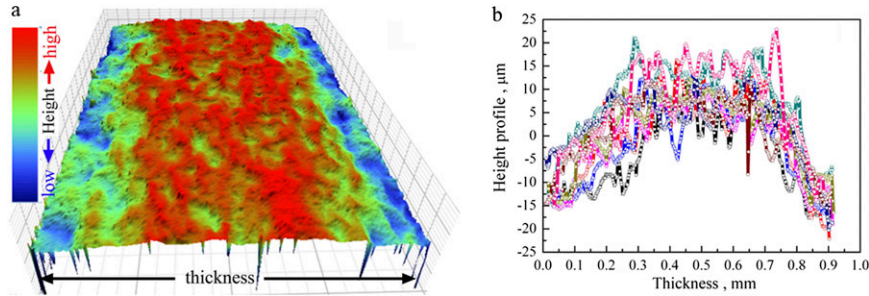 a
high
Height
low
thickness
b
Height profile , μm
25
20
15
10
5
0
-5
-10
-15
-20
-25
0.0 0.1 0.2 0.3 0.4 0.5 0.6 0.7 0.8 0.9 1.0
Thickness , mm